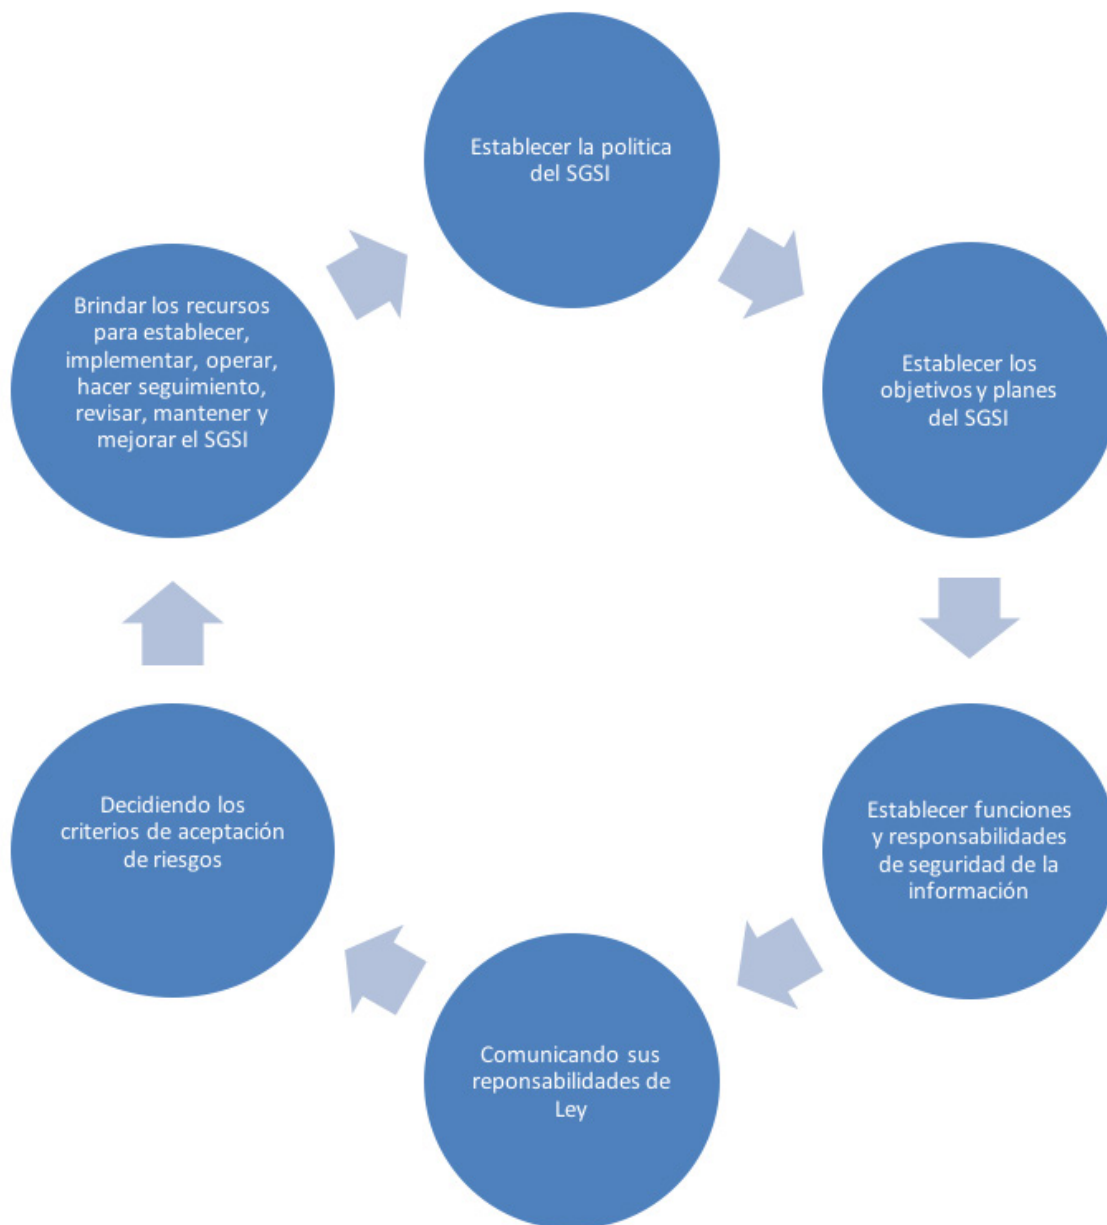 Establecer la politica
del SGSI
Establecer los
objetivos y planes
del SGSI
Establecer funciones
y responsabilidades
de seguridad de la
información
Comunicando sus
reponsabilidades de
Ley
Decidiendo los
criterios de aceptación
de riesgos
Brindar los recursos
para establecer,
implementar, operar,
hacer seguimiento,
revisar, mantener y
mejorar el SGSI